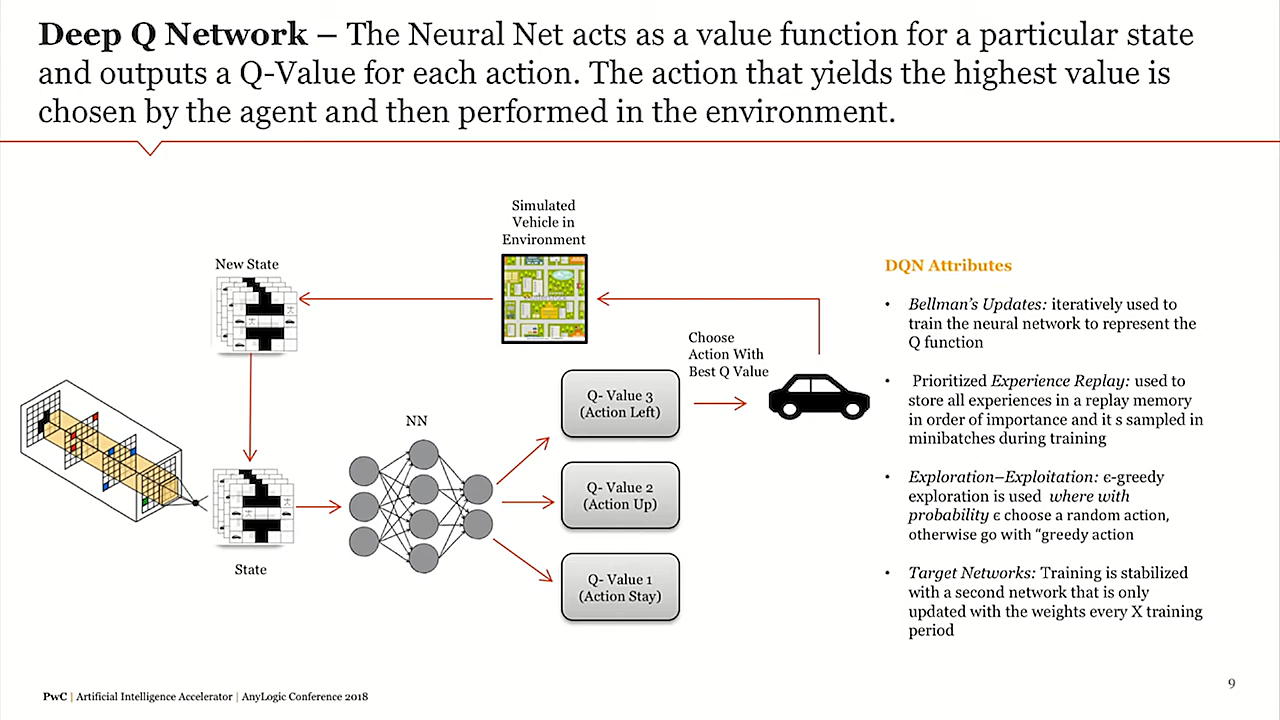 Deep Q Network – The Neural Net acts as a value function for a particular state
and outputs a Q-Value for each action. The action that yields the highest value is
chosen by the agent and then performed in the environment.
Simulated
Vehicle in
Environment
New State
Choose
Action With
Best Q Value
NN
Q- Value 3
(Action Left)
Q- Value 2
(Action Up)
Q- Value 1
(Action Stay)
State
DQN Attributes
• Bellman's Updates: iteratively used to
train the neural network to represent the
Q function
• Prioritized Experience Replay: used to
store all experiences in a replay memory
in order of importance and it s sampled in
minibatches during training
• Exploration–Exploitation: ϵ-greedy
exploration is used where with
probability ϵ choose a random action,
otherwise go with “greedy action
• Target Networks: Training is stabilized
with a second network that is only
updated with the weights every X training
period
PwC | Artificial Intelligence Accelerator | AnyLogic Conference 2018
9